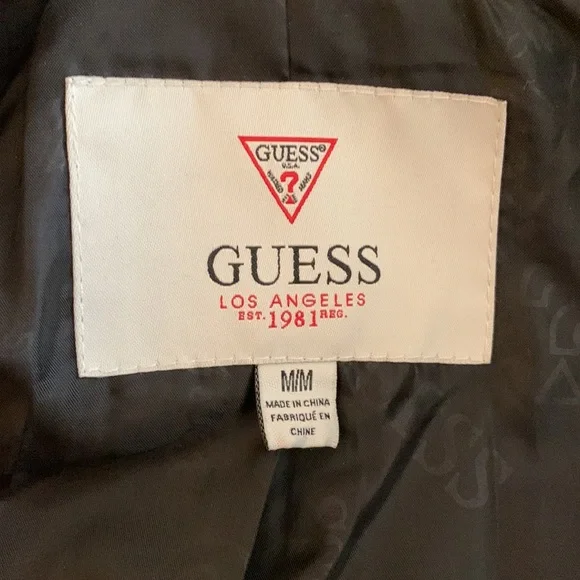 GUESS®
U.S.A.
?
GUESS
LOS ANGELES
EST. 1981 REG.
M/M
MADE IN CHINA
FABRIQUÉ EN
CHINE